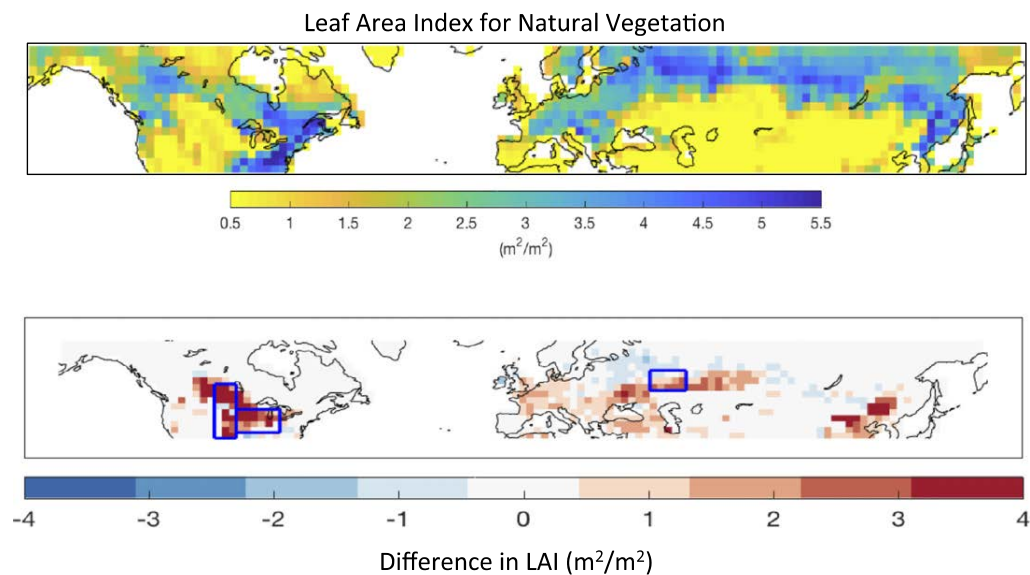 Leaf Area Index for Natural Vegetation
0.5 1 1.5 2 2.5 3 3.5 4 4.5 5 5.5
(m²/m²)
-4 -3 -2 -1 0 1 2 3 4
Difference in LAI (m²/m²)